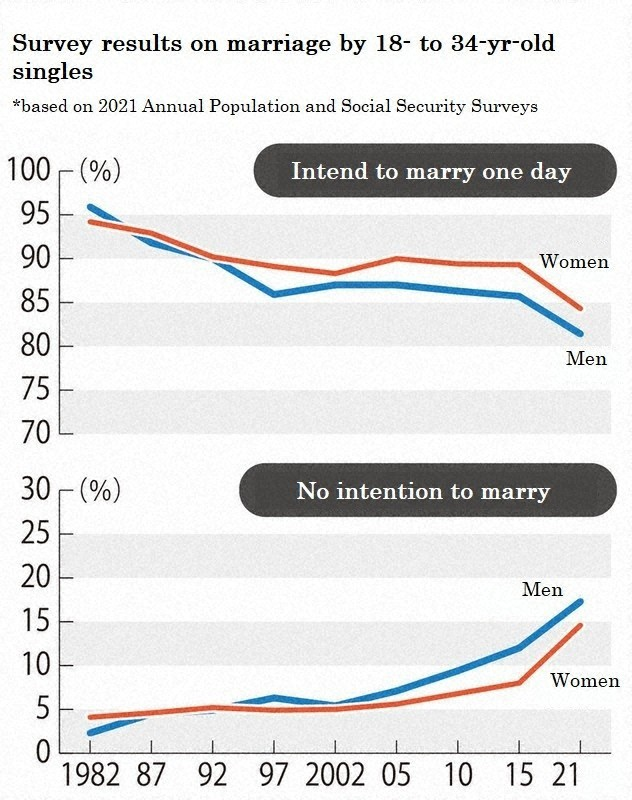 Survey results on marriage by 18- to 34-yr-old
singles
*based on 2021 Annual Population and Social Security Surveys
100 (%) Intend to marry one day
95
90 Women
85
80 Men
75
70
30 (%) No intention to marry
25
20
Men
15
10
Women
5
0
1982 87 92 97 2002 05 10 15 21